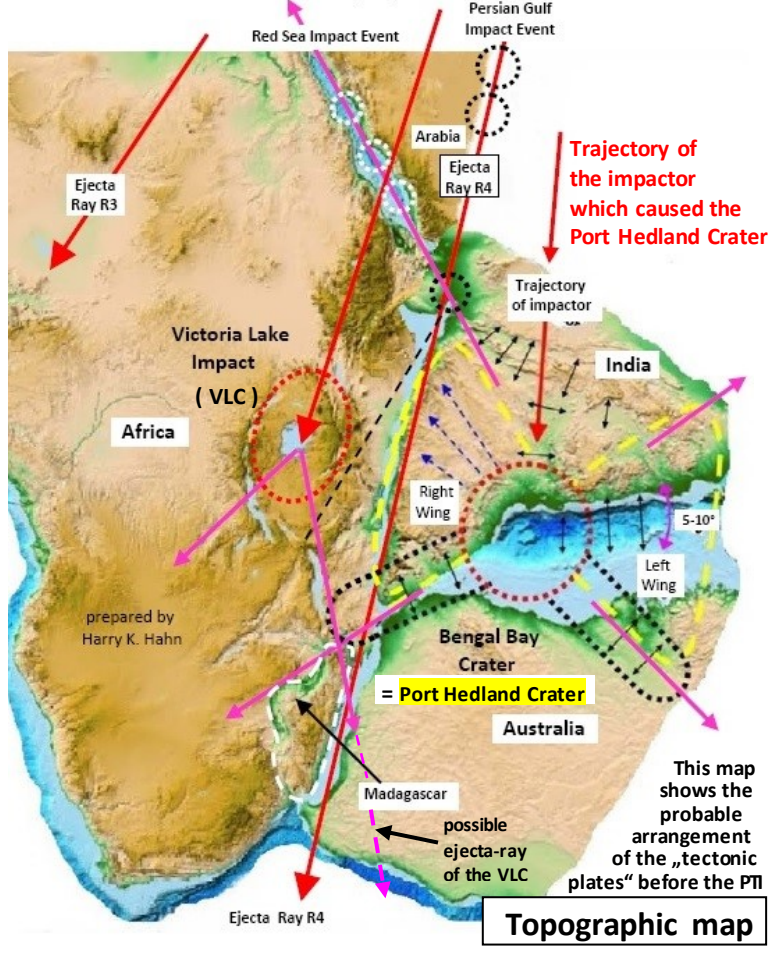 Persian Gulf
Impact Event
Red Sea Impact Event
Arabia
Ejecta
Ray R4
Trajectory of
the impactor
which caused the
Port Hedland Crater
Ejecta
Ray R3
Trajectory
of impactor
Victoria Lake
Impact
( VLC )
India
Africa
Right
Wing
5-10°
Left
Wing
prepared by
Harry K. Hahn
Bengal Bay
Crater
= Port Hedland Crater
Australia
Madagascar
This map
shows the
probable
arrangement
of the „tectonic
plates“ before the PTI
possible
ejecta-ray
of the VLC
Ejecta Ray R4
Topographic map